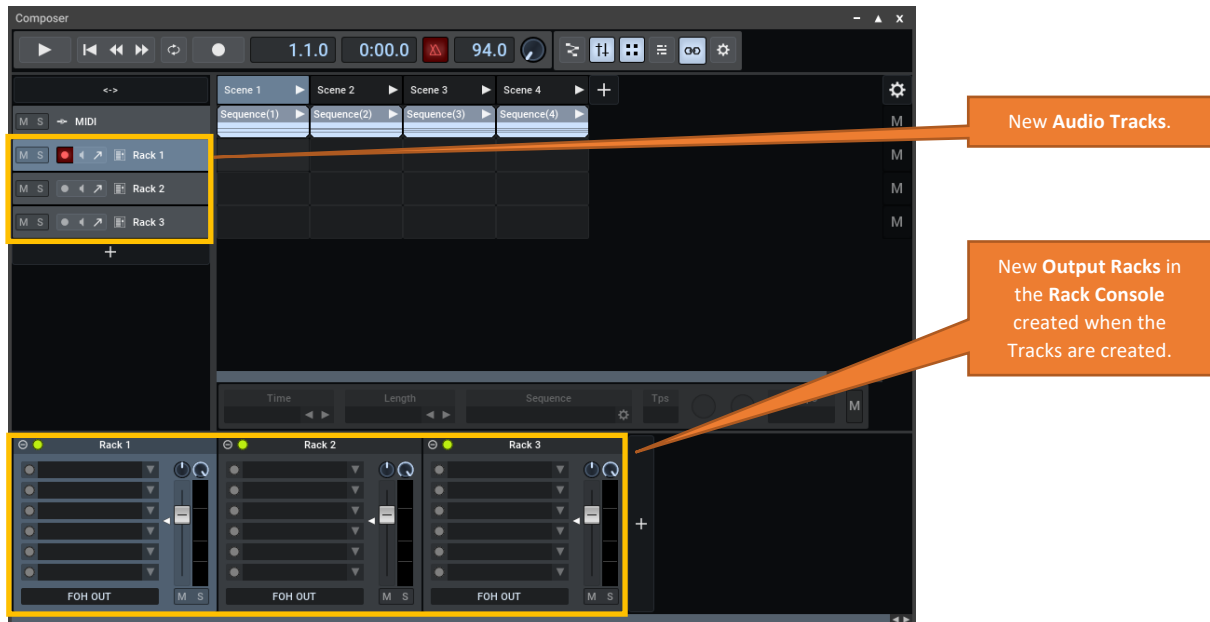 Composer
1.1.0 0:00.0 94.0
<-> Scene 1 Scene 2 Scene 3 Scene 4
M S MIDI Sequence(1) Sequence(2) Sequence(3) Sequence(4) M
M S Rack 1 M
M S Rack 2 M
M S Rack 3 M
New Audio Tracks.
New Output Racks in
the Rack Console
created when the
Tracks are created.
Time Length Sequence Tps
M
Rack 1 Rack 2 Rack 3
FOH OUT M S FOH OUT M S FOH OUT M S